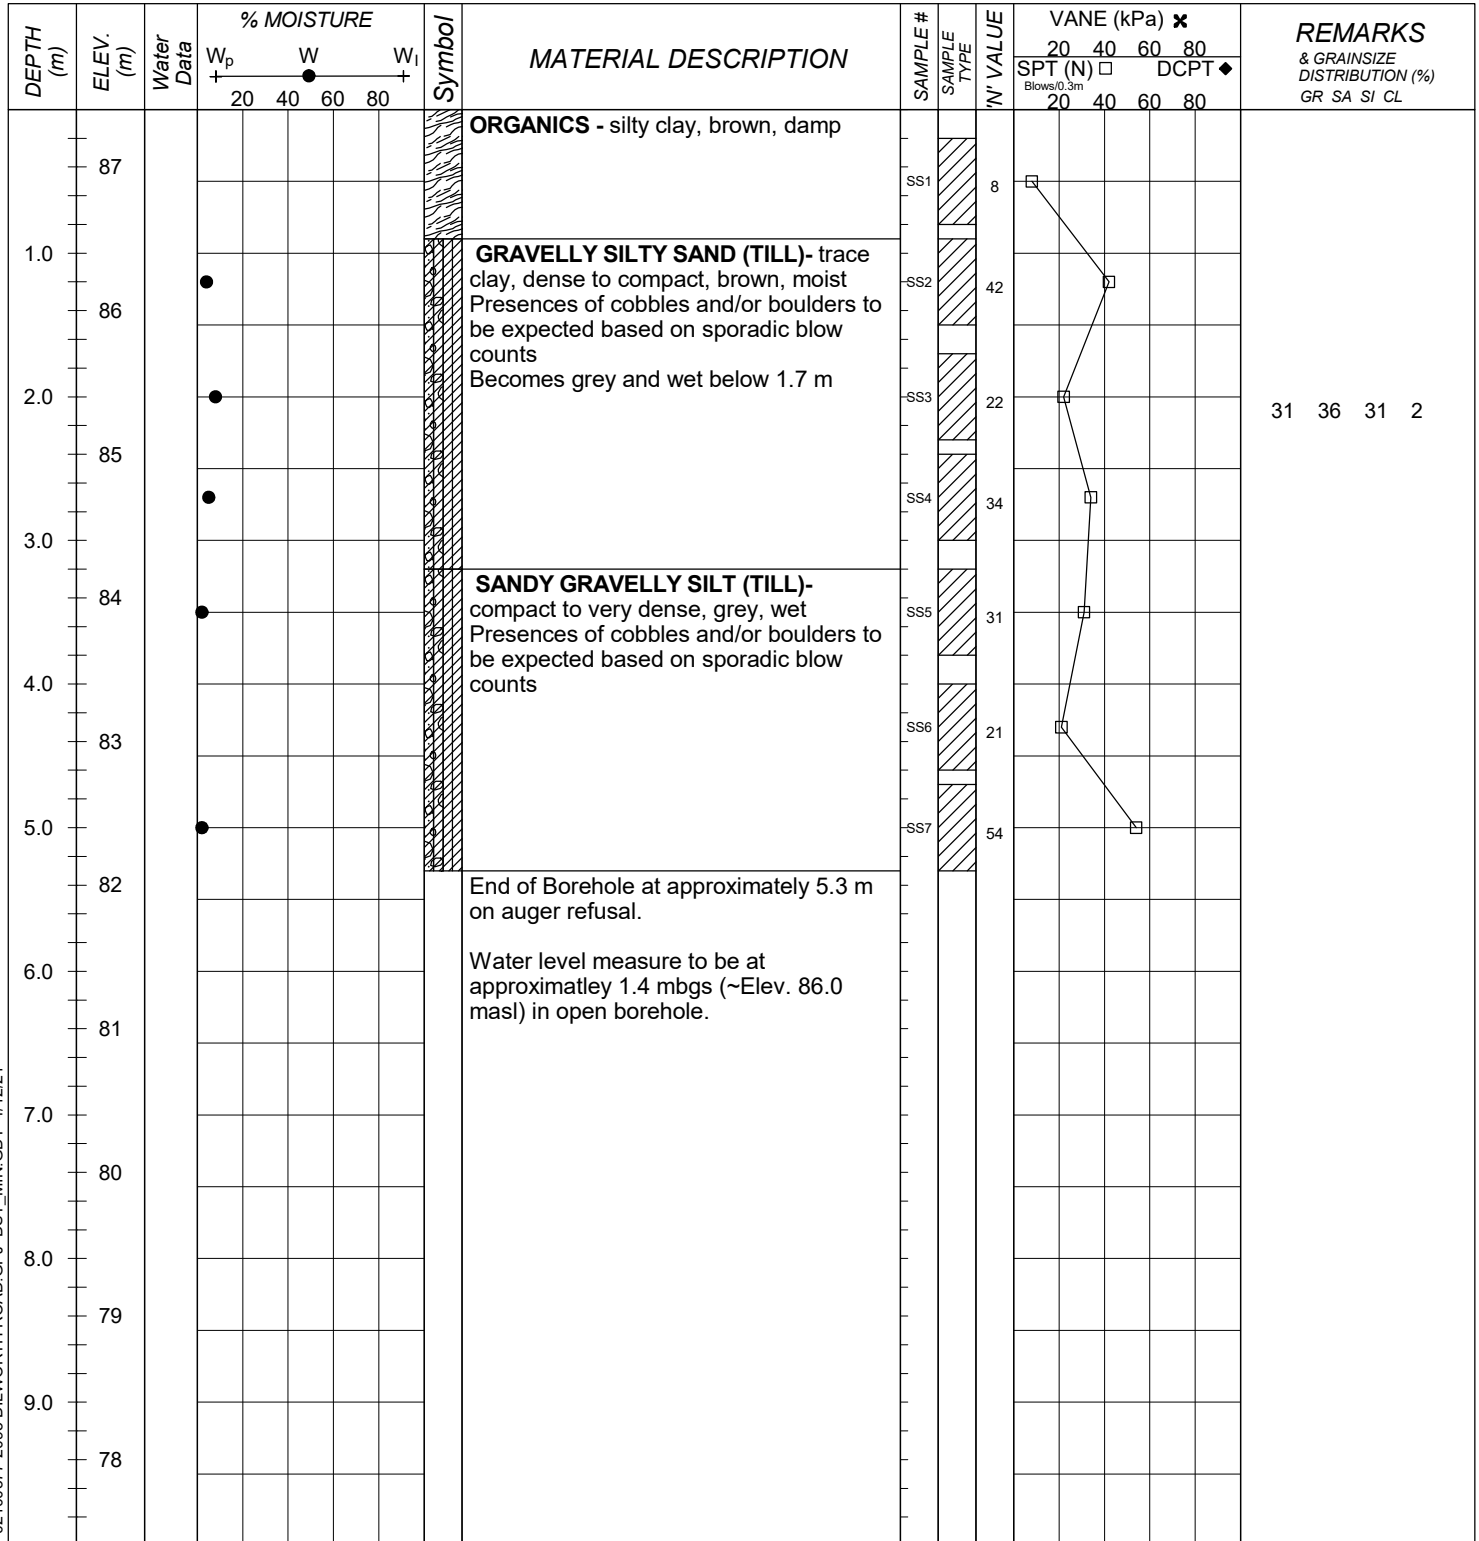 DEPTH (m)
ELEV. (m)
Water Data
% MOISTURE
Wp W Wl
20 40 60 80
Symbol
MATERIAL DESCRIPTION
SAMPLE #
SAMPLE TYPE
'N' VALUE
VANE (kPa) ✖
20 40 60 80
SPT (N) □ DCPT ◆
Blows/0.3m
20 40 60 80
REMARKS
& GRAINSIZE
DISTRIBUTION (%)
GR SA SI CL
ORGANICS - silty clay, brown, damp
87
SS1
8
1.0
GRAVELLY SILTY SAND (TILL)- trace
clay, dense to compact, brown, moist
Presences of cobbles and/or boulders to
be expected based on sporadic blow
counts
Becomes grey and wet below 1.7 m
SS2
42
86
2.0
SS3
22
31 36 31 2
85
SS4
34
3.0
SANDY GRAVELLY SILT (TILL)-
compact to very dense, grey, wet
Presences of cobbles and/or boulders to
be expected based on sporadic blow
counts
84
SS5
31
4.0
SS6
21
83
5.0
SS7
54
82
End of Borehole at approximately 5.3 m
on auger refusal.
Water level measure to be at
approximatley 1.4 mbgs (~Elev. 86.0
masl) in open borehole.
6.0
81
7.0
80
8.0
79
9.0
78